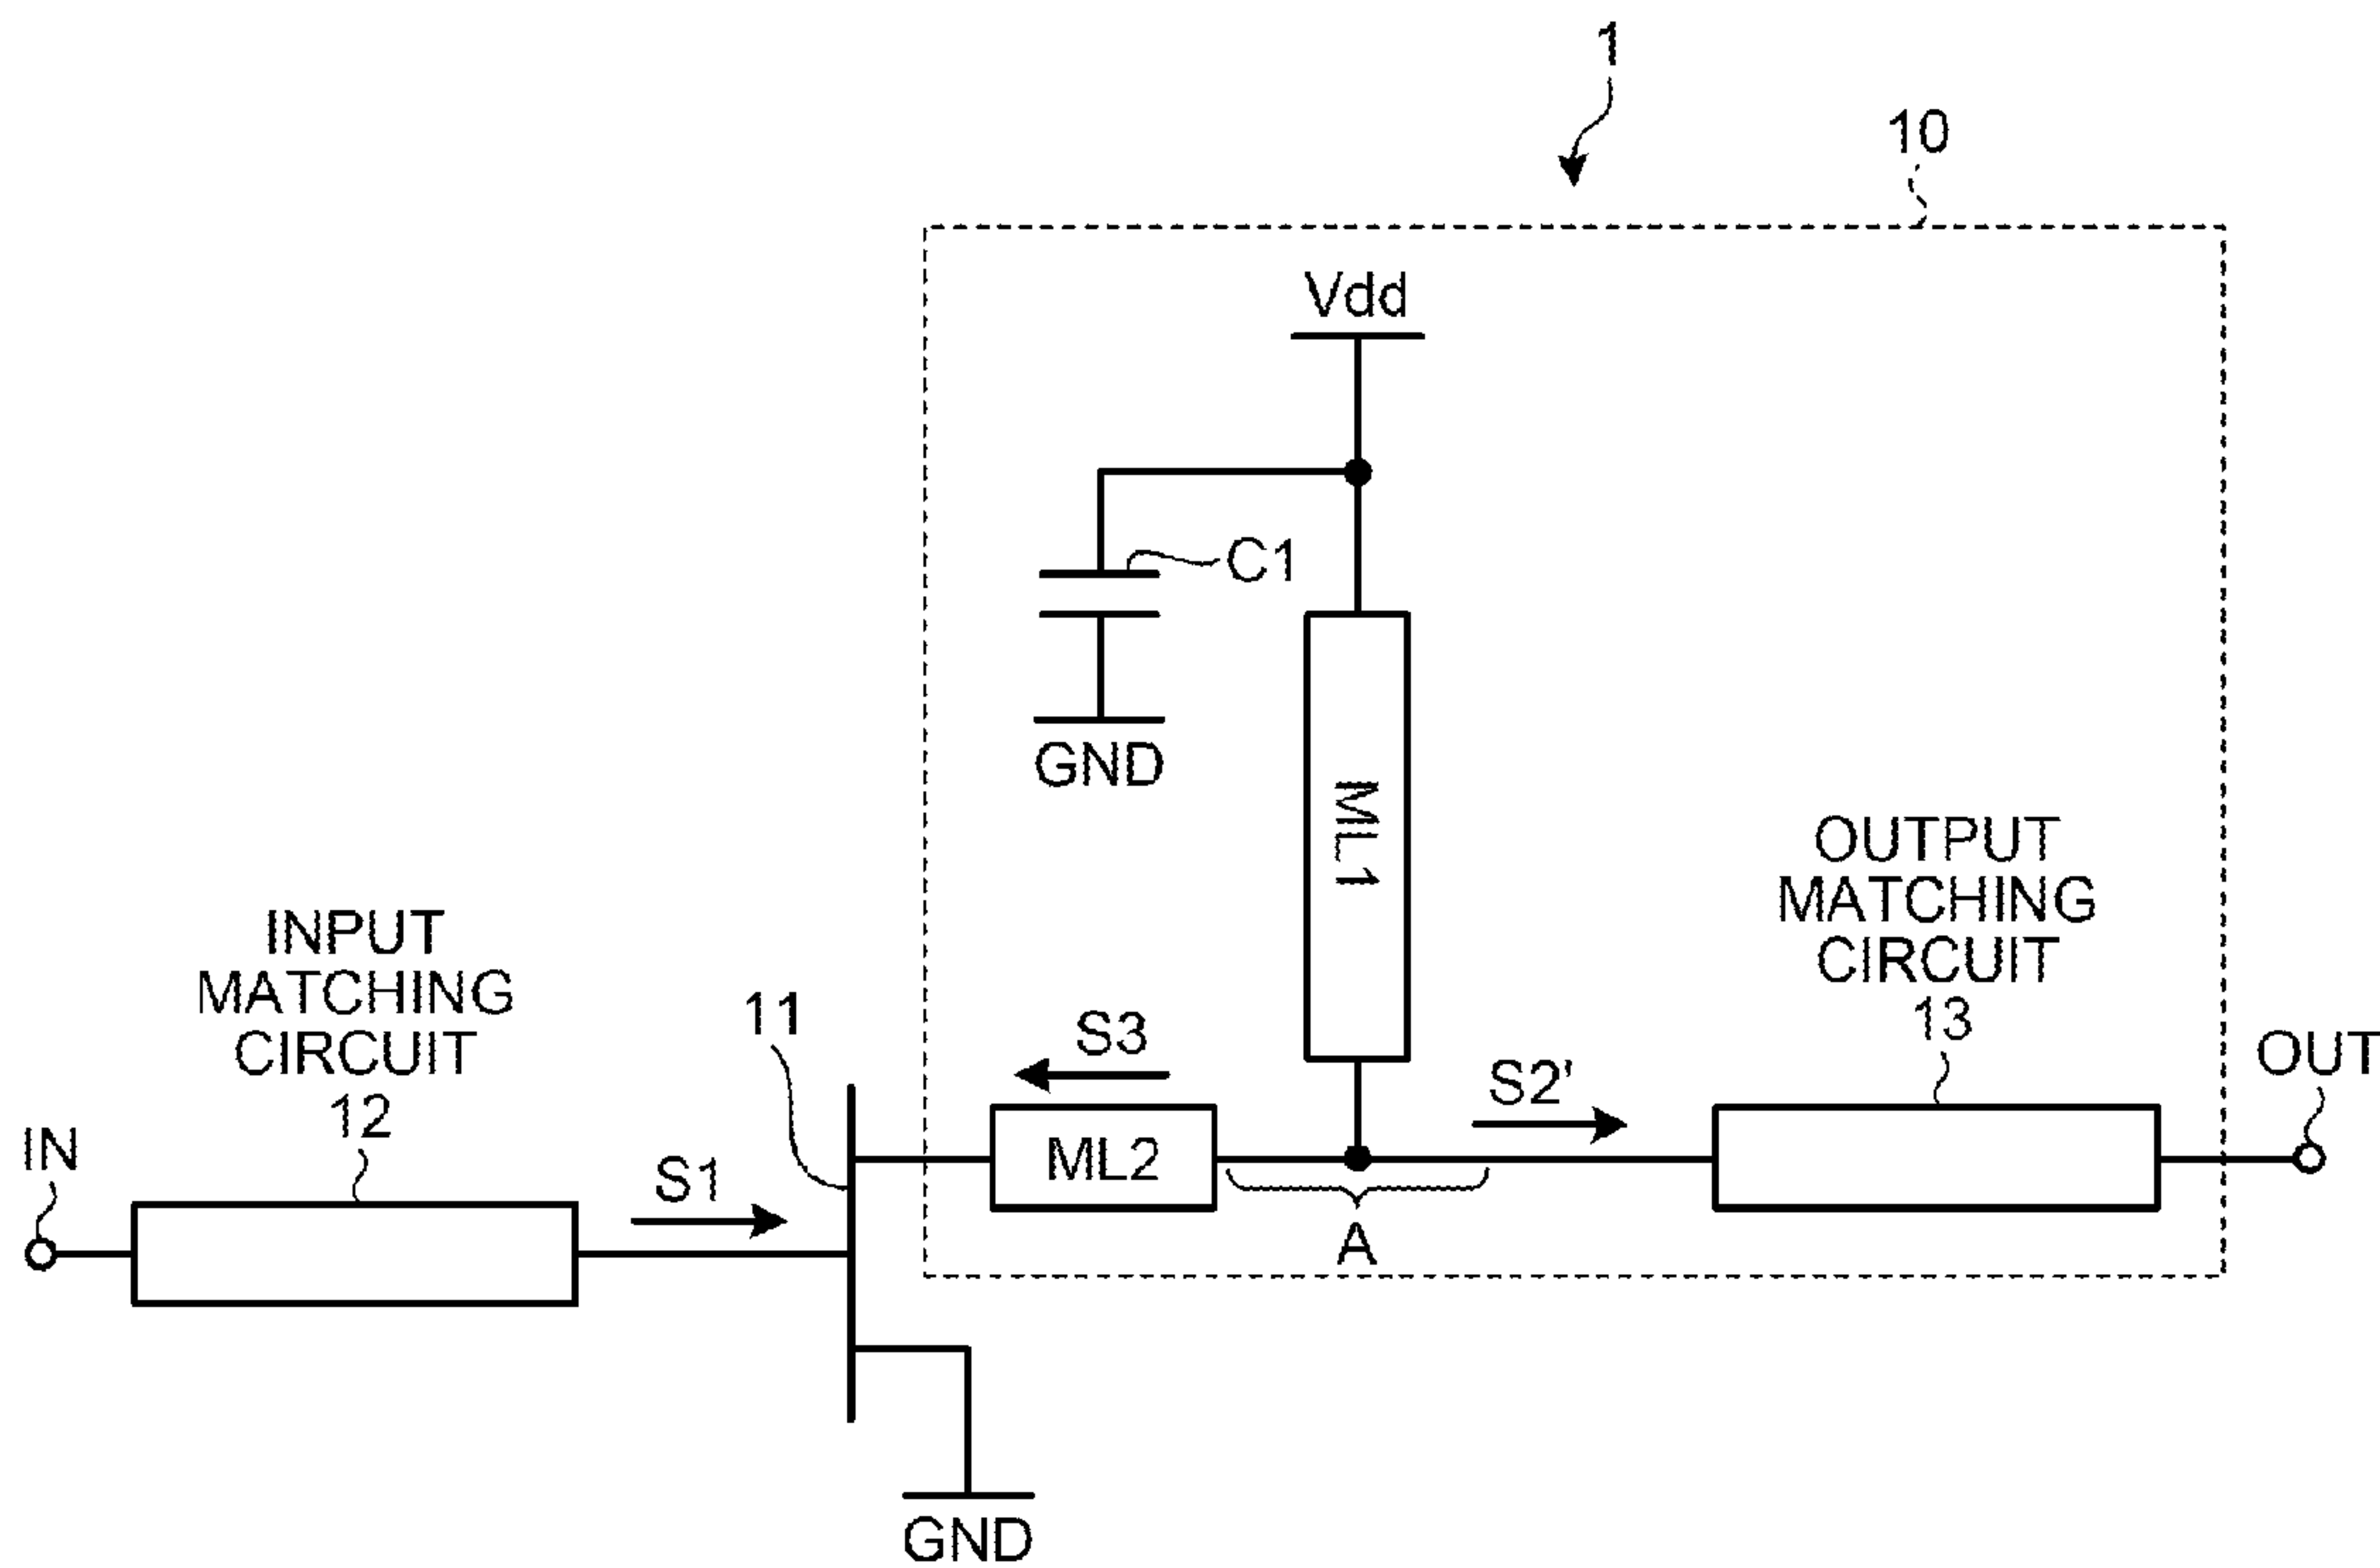 1
10
Vdd
C1
GND
ML1
OUTPUT
MATCHING
CIRCUIT
13
INPUT
MATCHING
CIRCUIT
12
11
S3
S2'
OUT
IN
S1
ML2
A
GND